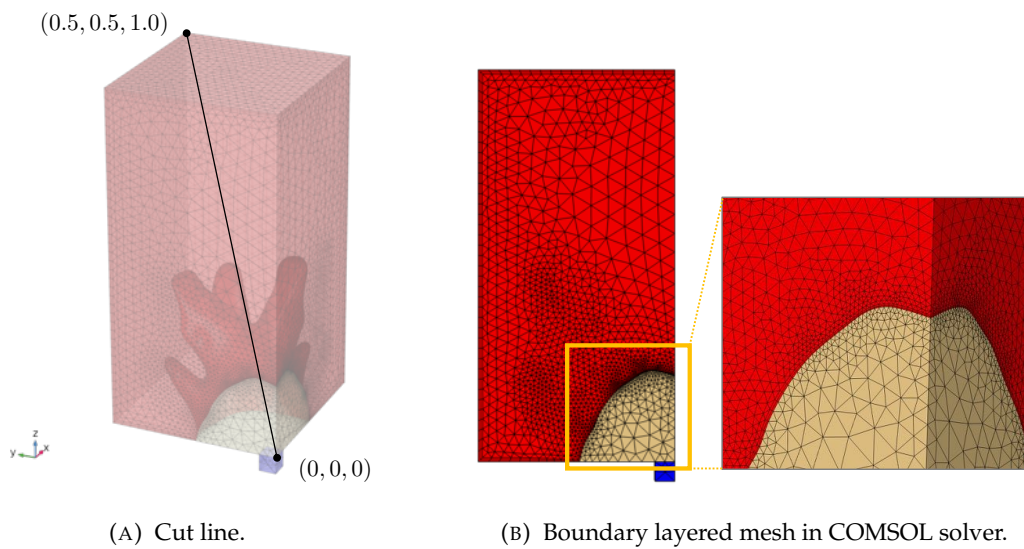 (0.5, 0.5, 1.0)
z
y
x
(0, 0, 0)
(A) Cut line.
(B) Boundary layered mesh in COMSOL solver.